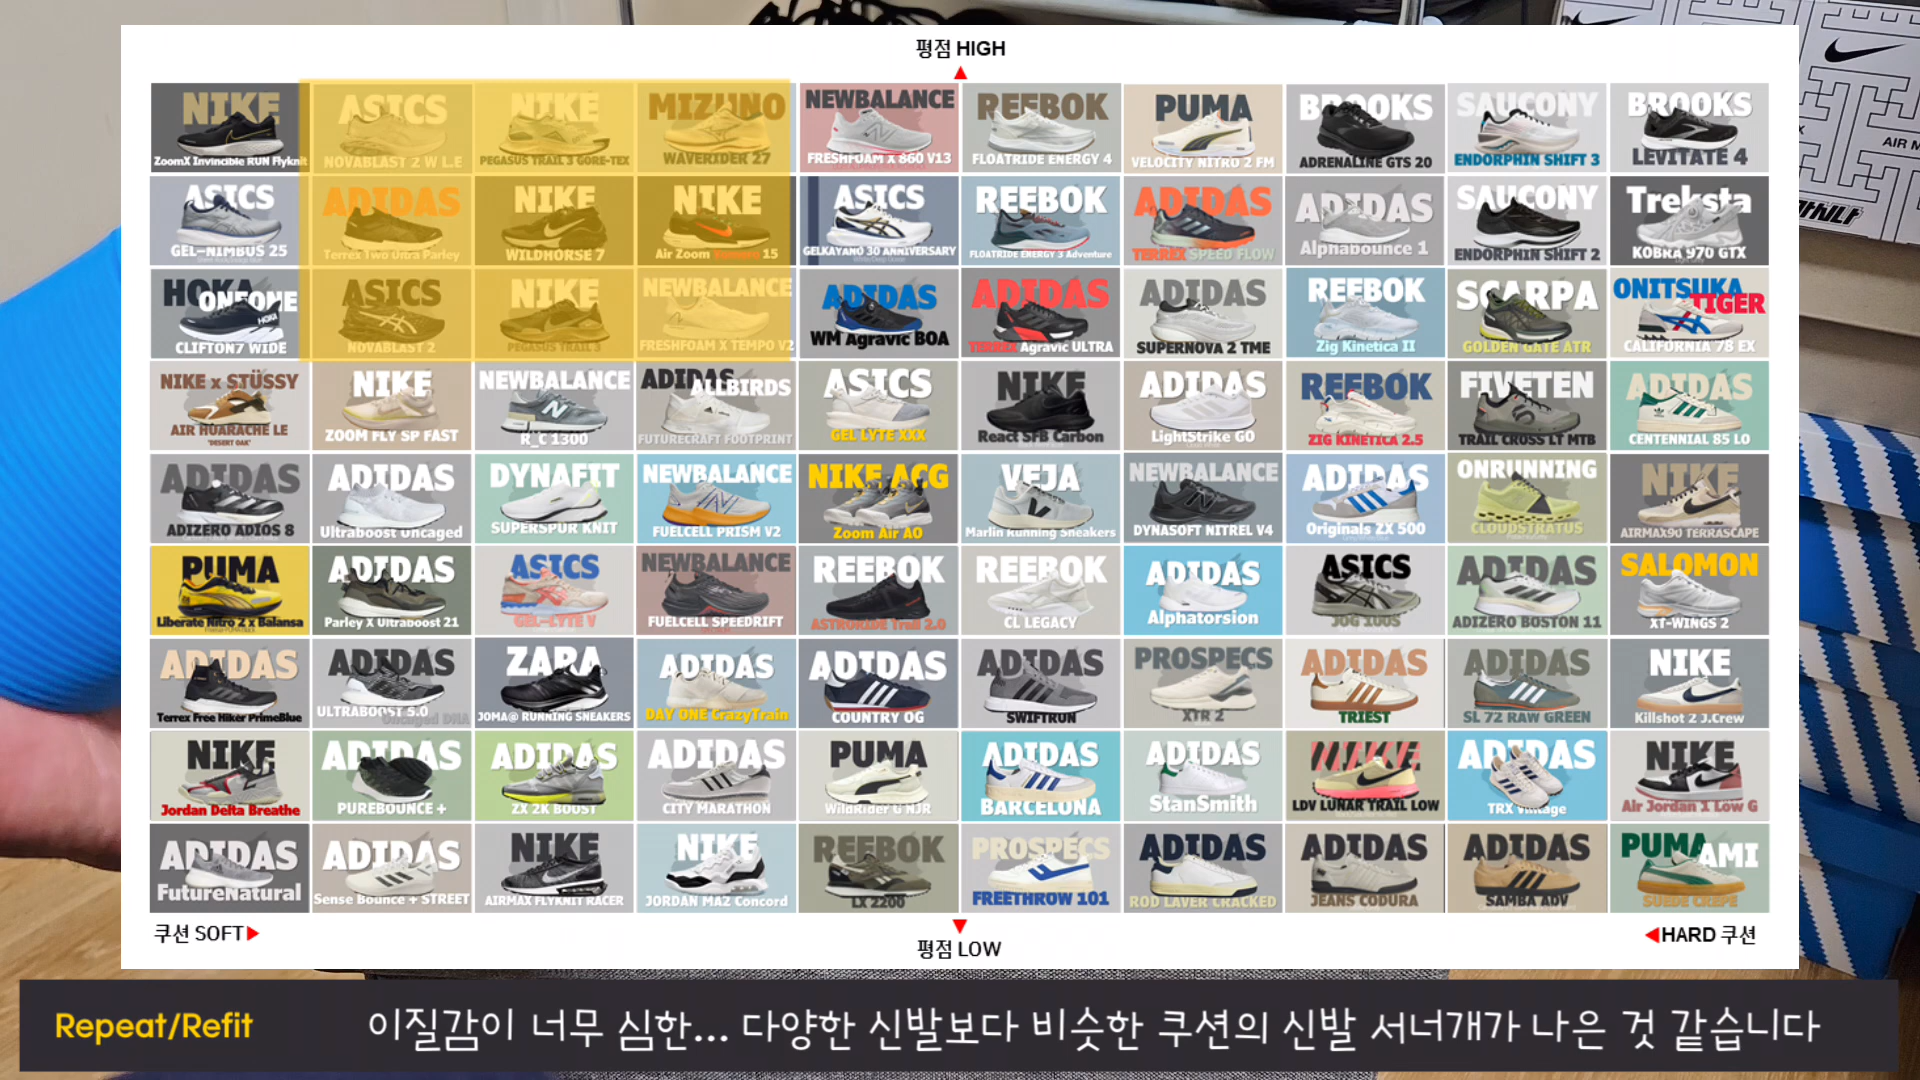 평점 HIGH
NIKE ZoomX Invincible RUN Flyknit
ASICS NOVABLAST 2 W L.E
NIKE PEGASUS TRAIL 3 GORE-TEX
MIZUNO WAVERIDER 27
NEWBALANCE FRESHFOAM X 860 V13
REEBOK FLOATRIDE ENERGY 4
PUMA VELOCITY NITRO 2 FM
BROOKS ADRENALINE GTS 20
SAUCONY ENDORPHIN SHIFT 3
BROOKS LEVITATE 4
ASICS GEL-NIMBUS 25
ADIDAS Terrex Two Ultra Parley
NIKE WILDHORSE 7
NIKE Air Zoom 15
ASICS GELKAYANO 30 ANNIVERSARY
REEBOK FLOATRIDE ENERGY 3 Adventure
ADIDAS TERREX SPEED FLOW
ADIDAS Alphabounce 1
SAUCONY ENDORPHIN SHIFT 2
Treksta KOBRA 970 GTX
HOKA ONEONE CLIFTON7 WIDE
ASICS NOVABLAST 2
NIKE PEGASUS TRAIL 3
NEWBALANCE FRESHFOAM X TEMPO V2
ADIDAS WM Agravic BOA
ADIDAS TERREX Agravic ULTRA
ADIDAS SUPERNOVA 2 TME
REEBOK Zig Kinetica II
SCARPA GOLDEN GATE ATR
ONITSUKA TIGER CALIFORNIA 78 EX
NIKE x STÜSSY AIR HUARACHE LE "DESERT OAK"
NIKE ZOOM FLY SP FAST
NEWBALANCE R_C 1300
ADIDAS ALLBIRDS FUTURECRAFT FOOTPRINT
ASICS GEL LYTE XXX
NIKE React SFB Carbon
ADIDAS LightStrike GO
REEBOK ZIG KINETICA 2.5
FIVETEN TRAIL CROSS LT MTB
ADIDAS CENTENNIAL 85 LO
ADIDAS ADIZERO ADIOS 8
ADIDAS Ultraboost Uncaged
DYNAFIT SUPERSPUR KNIT
NEWBALANCE FUELCELL PRISM V2
NIKE ACG Zoom Air AO
VEJA Marlin Running Sneakers
NEWBALANCE DYNASOFT NITREL V4
ADIDAS Originals ZX 500
ONRUNNING CLOUDSTRATUS
NIKE AIRMAX90 TERRASCAPE
PUMA Liberate Nitro 2 x Balansa
ADIDAS Parley X Ultraboost 21
ASICS GEL-LYTE V
NEWBALANCE FUELCELL SPEEDRIFT
REEBOK ASTRORIDE Trail 2.0
REEBOK CL LEGACY
ADIDAS Alphatorsion
ASICS JOG 100S
ADIDAS ADIZERO BOSTON 11
SALOMON XT-WINGS 2
ADIDAS Terrex Free Hiker PrimeBlue
ADIDAS ULTRABOOST 5.0 Uncaged DNA
ZARA JOMA@ RUNNING SNEAKERS
ADIDAS DAY ONE CrazyTrain
ADIDAS COUNTRY OG
ADIDAS SWIFTRUN
PROSPECS XTR 2
ADIDAS TRIEST
ADIDAS SL 72 RAW GREEN
NIKE Killshot 2 J.Crew
NIKE Jordan Delta Breathe
ADIDAS PUREBOUNCE +
ADIDAS ZX 2K BOOST
ADIDAS CITY MARATHON
PUMA WildRider G NJR
ADIDAS BARCELONA
ADIDAS StanSmith
NIKE LDV LUNAR TRAIL LOW
ADIDAS TRX Vintage
NIKE Air Jordan 1 Low G
ADIDAS FutureNatural
ADIDAS Sense Bounce + STREET
NIKE AIRMAX FLYKNIT RACER
NIKE JORDAN MA2 Concord
REEBOK LX 2200
PROSPECS FREETHROW 101
ADIDAS ROD LAVER CRACKED
ADIDAS JEANS CODURA
ADIDAS SAMBA ADV
PUMA AMI SUEDE CREPE
쿠션 SOFT
평점 LOW
HARD 쿠션
Repeat/Refit
이질감이 너무 심한... 다양한 신발보다 비슷한 쿠션의 신발 서너개가 나은 것 같습니다